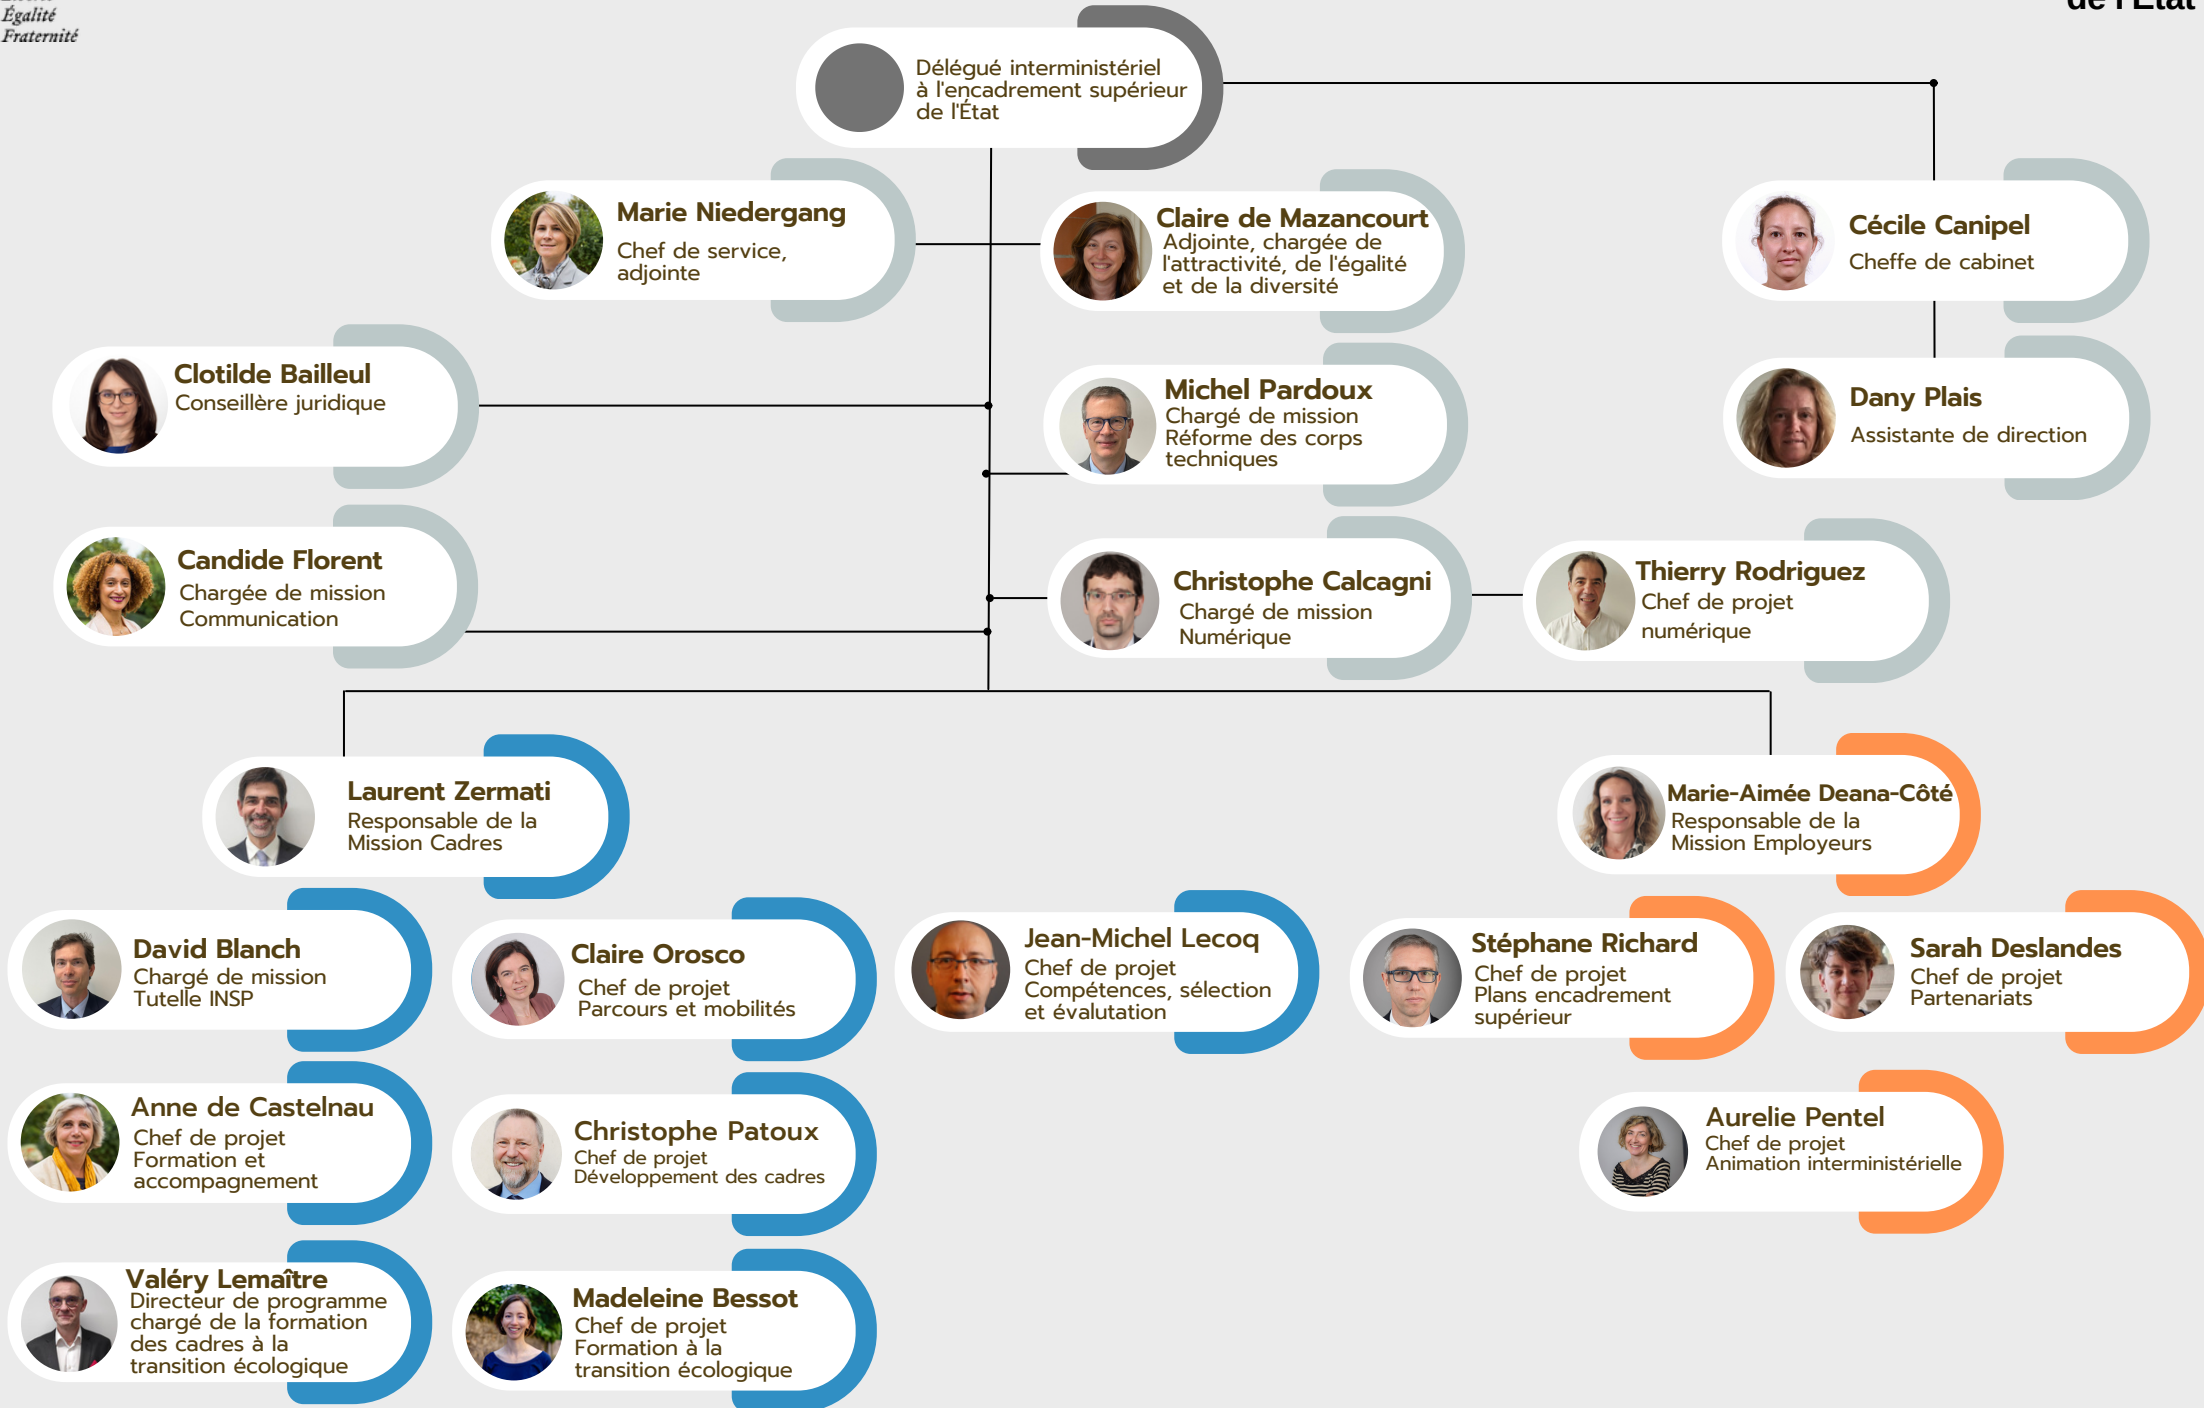 Égalité
Fraternité
de l'État
Délégué interministériel
à l'encadrement supérieur
de l'État
Marie Niedergang
Chef de service,
adjointe
Claire de Mazancourt
Adjointe, chargée de
l'attractivité, de l'égalité
et de la diversité
Cécile Canipel
Cheffe de cabinet
Clotilde Bailleul
Conseillère juridique
Michel Pardoux
Chargé de mission
Réforme des corps
techniques
Dany Plais
Assistante de direction
Candide Florent
Chargée de mission
Communication
Christophe Calcagni
Chargé de mission
Numérique
Thierry Rodriguez
Chef de projet
numérique
Laurent Zermati
Responsable de la
Mission Cadres
Marie-Aimée Deana-Côté
Responsable de la
Mission Employeurs
David Blanch
Chargé de mission
Tutelle INSP
Claire Orosco
Chef de projet
Parcours et mobilités
Jean-Michel Lecoq
Chef de projet
Compétences, sélection
et évalutation
Stéphane Richard
Chef de projet
Plans encadrement
supérieur
Sarah Deslandes
Chef de projet
Partenariats
Anne de Castelnau
Chef de projet
Formation et
accompagnement
Christophe Patoux
Chef de projet
Développement des cadres
Aurelie Pentel
Chef de projet
Animation interministérielle
Valéry Lemaître
Directeur de programme
chargé de la formation
des cadres à la
transition écologique
Madeleine Bessot
Chef de projet
Formation à la
transition écologique